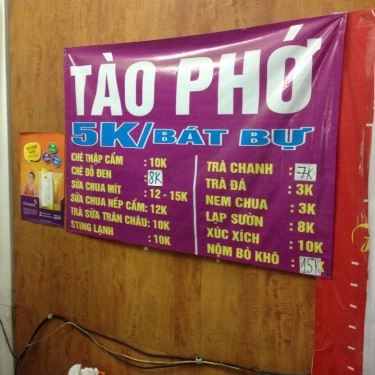 TÀO PHỚ
5K/BÁT BỰ
CHÈ THẬP CẨM : 10K
CHÈ ĐỖ ĐEN : 8K
SỮA CHUA MÍT : 12 - 15K
SỮA CHUA NẾP CẨM: 12K
TRÀ SỮA TRÂN CHÂU: 10K
STING LẠNH : 10K
TRÀ CHANH : 7K
TRÀ ĐÁ : 3K
NEM CHUA : 3K
LẠP SƯỜN : 8K
XÚC XÍCH : 10K
NỘM BÒ KHÔ : 15K